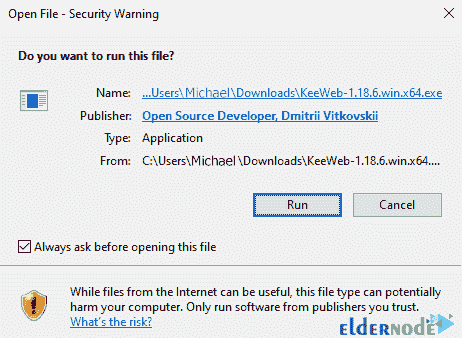 Open File - Security Warning
Do you want to run this file?
Name: ...Users\Michael\Downloads\KeeWeb-1.18.6.win.x64.exe
Publisher: Open Source Developer, Dmitrii Vitkovskii
Type: Application
From: C:\Users\Michael\Downloads\KeeWeb-1.18.6.win.x64....
Run Cancel
Always ask before opening this file
While files from the Internet can be useful, this file type can potentially
harm your computer. Only run software from publishers you trust.
What's the risk?
ELDERNODE